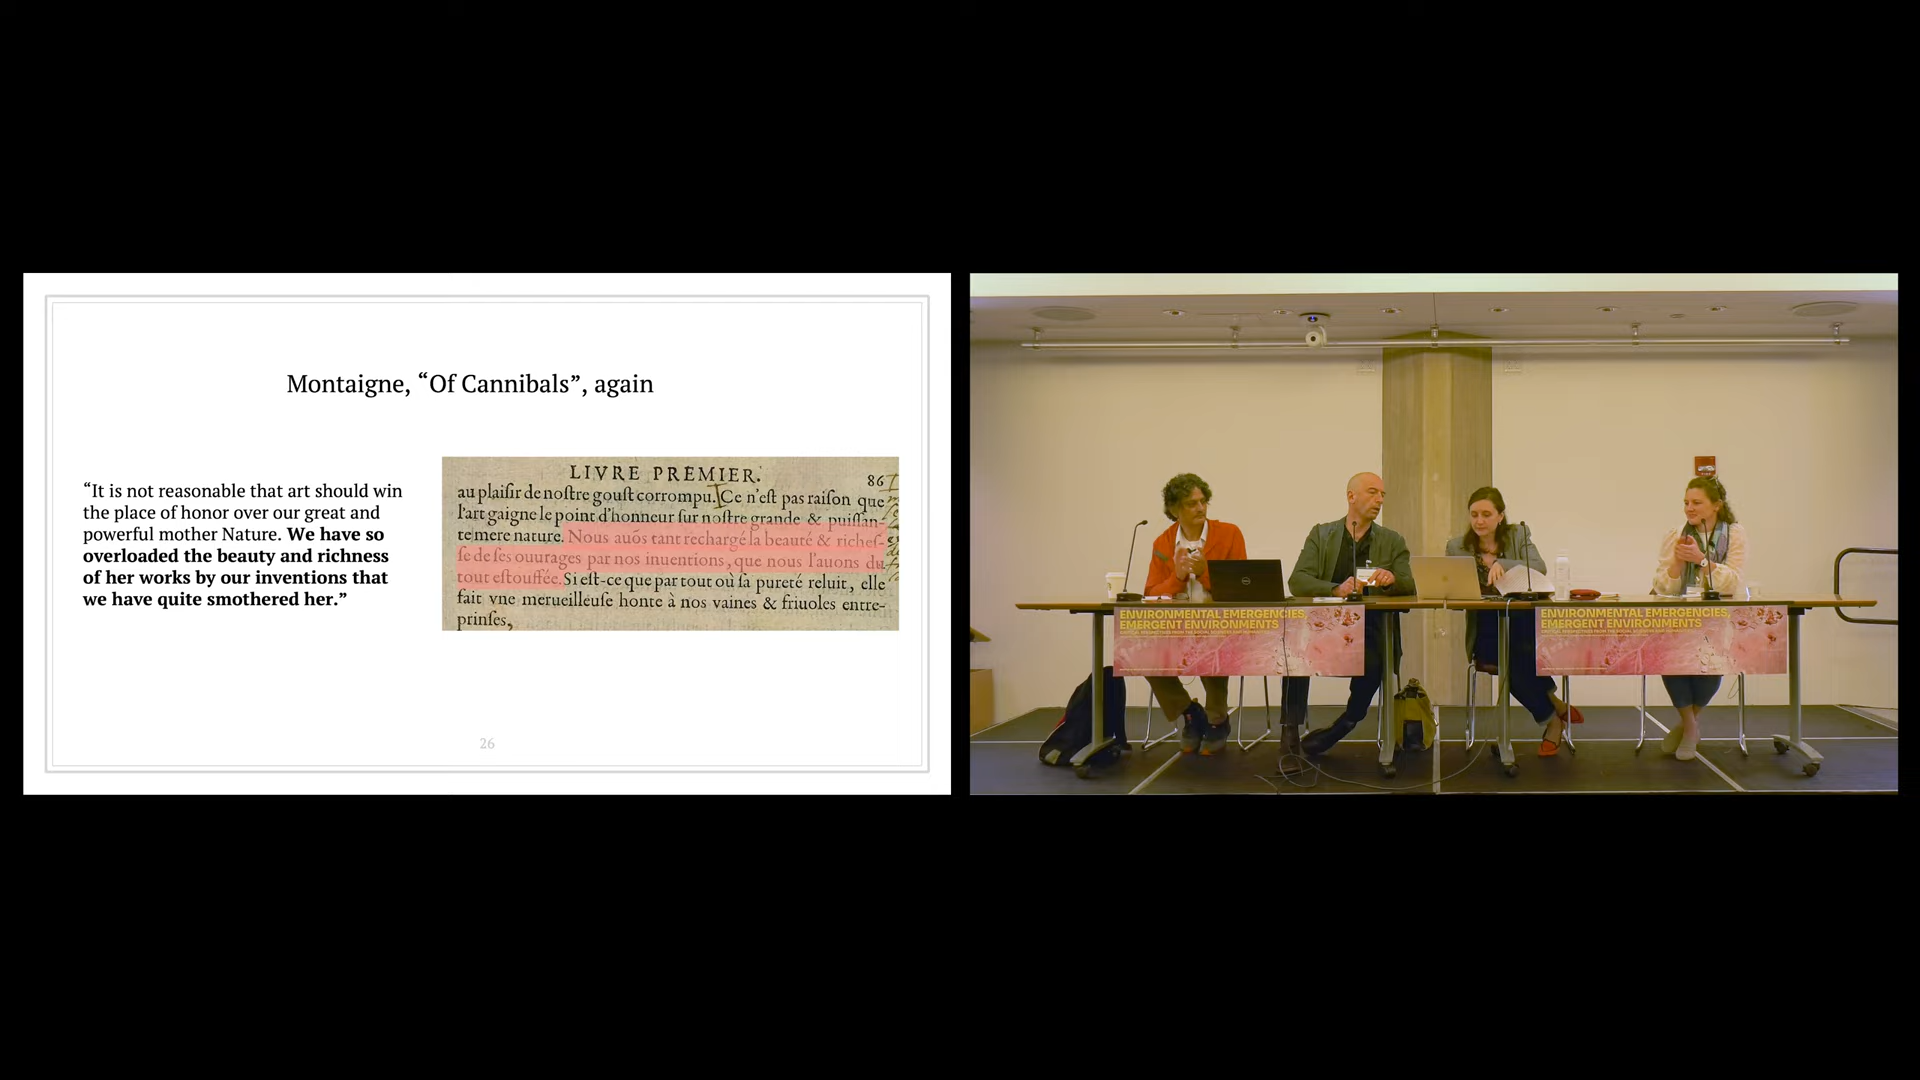 Montaigne, “Of Cannibals”, again
“It is not reasonable that art should win
the place of honor over our great and
powerful mother Nature. We have so
overloaded the beauty and richness
of her works by our inventions that
we have quite smothered her.”
LIVRE PREMIER.
86
au plaiſir de noſtre gouſt corrompu. Ce n’eſt pas raiſon que
l’art gaigne le point d’honneur ſur noſtre grande & puiſſan-
te mere nature. Nous auõs tant rechargé ſa beauté & richeſ-
ſe de ſes ouurages par nos inuentions, que nous l’auons du
tout eſtouffée. Si eſt-ce que par tout où ſa pureté reluit, elle
fait vne merueilleuſe honte à nos vaines & friuoles entre-
prinſes,
26
ENVIRONMENTAL EMERGENCIES,
EMERGENT ENVIRONMENTS
ENVIRONMENTAL EMERGENCIES,
EMERGENT ENVIRONMENTS